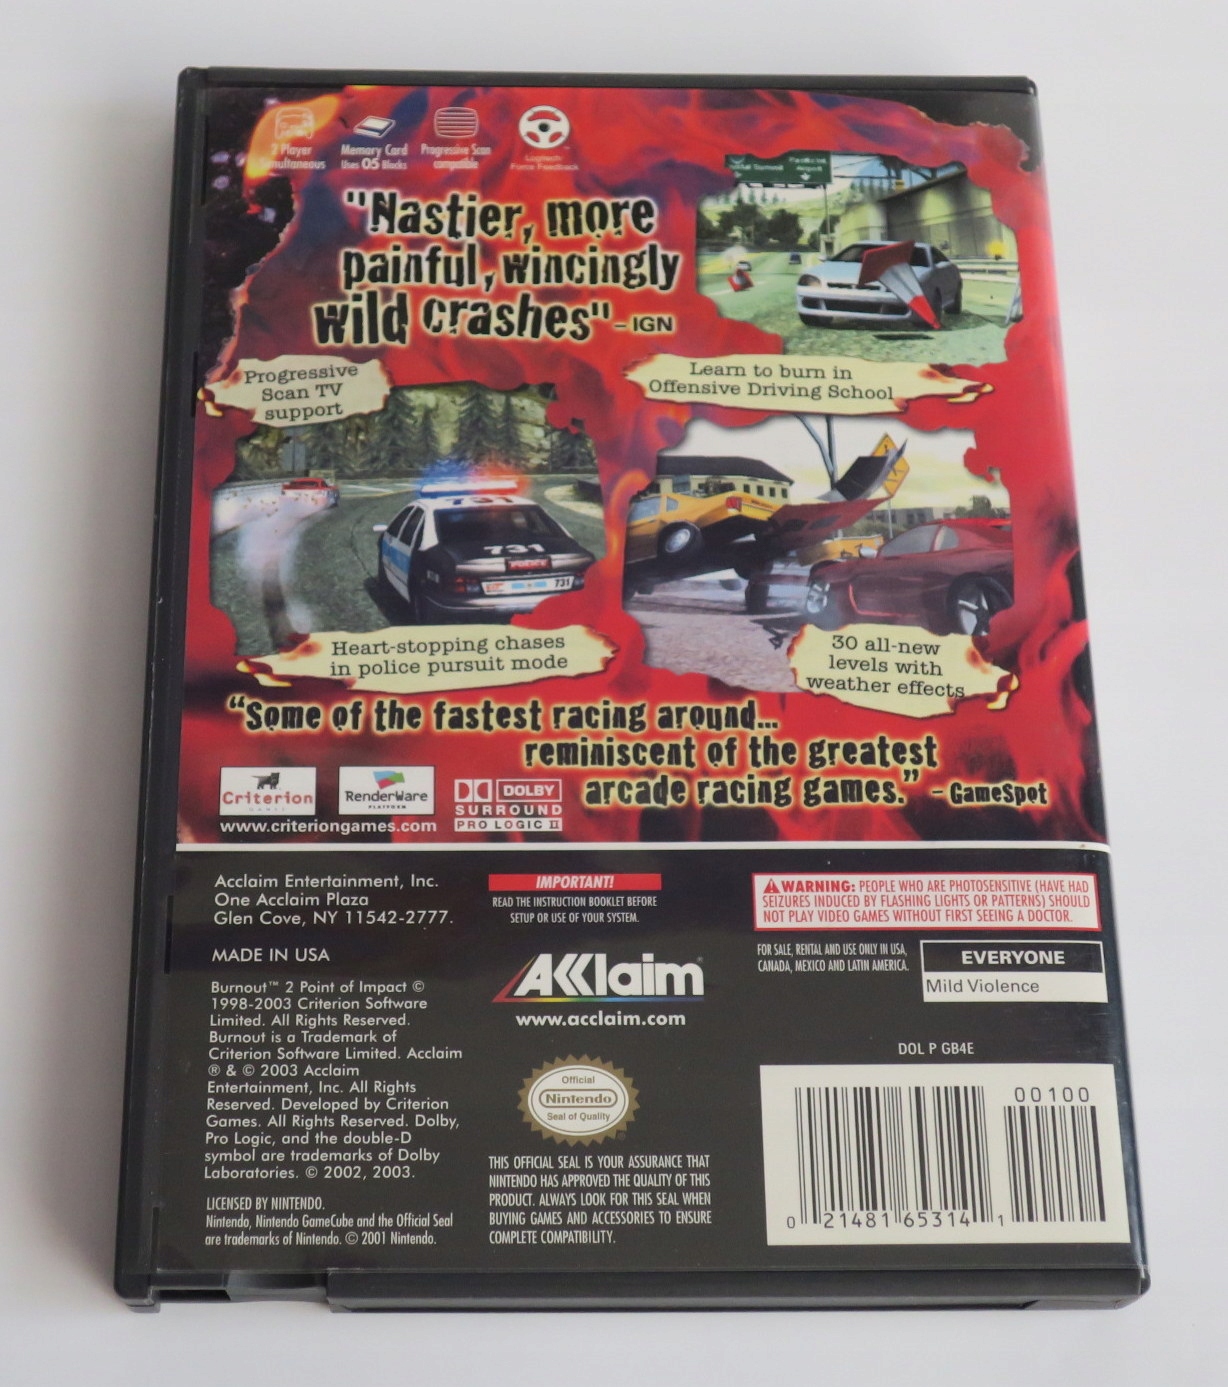 2 Player
Simultaneous
Memory Card
Uses 05 Blocks
Progressive Scan
compatible
Logitech
Force Feedback
"Nastier, more
painful, wincingly
wild crashes" – IGN
Airport
Progressive
Scan TV
support
Learn to burn in
Offensive Driving School
731
731
731
Heart-stopping chases
in police pursuit mode
30 all-new
levels with
weather effects
“Some of the fastest racing around...
reminiscent of the greatest
arcade racing games.” – GameSpot
Criterion
GAMES
RenderWare
PLATFORM
www.criteriongames.com
DOLBY
SURROUND
PRO LOGIC II
Acclaim Entertainment, Inc.
One Acclaim Plaza
Glen Cove, NY 11542-2777.
MADE IN USA
Burnout™ 2 Point of Impact ©
1998-2003 Criterion Software
Limited. All Rights Reserved.
Burnout is a Trademark of
Criterion Software Limited. Acclaim
® & © 2003 Acclaim
Entertainment, Inc. All Rights
Reserved. Developed by Criterion
Games. All Rights Reserved. Dolby,
Pro Logic, and the double-D
symbol are trademarks of Dolby
Laboratories. © 2002, 2003.
LICENSED BY NINTENDO.
Nintendo, Nintendo GameCube and the Official Seal
are trademarks of Nintendo. © 2001 Nintendo.
IMPORTANT!
READ THE INSTRUCTION BOOKLET BEFORE
SETUP OR USE OF YOUR SYSTEM.
AKKlaim®
www.acclaim.com
Official
Nintendo
Seal of Quality
THIS OFFICIAL SEAL IS YOUR ASSURANCE THAT
NINTENDO HAS APPROVED THE QUALITY OF THIS
PRODUCT. ALWAYS LOOK FOR THIS SEAL WHEN
BUYING GAMES AND ACCESSORIES TO ENSURE
COMPLETE COMPATIBILITY.
WARNING: PEOPLE WHO ARE PHOTOSENSITIVE (HAVE HAD
SEIZURES INDUCED BY FLASHING LIGHTS OR PATTERNS) SHOULD
NOT PLAY VIDEO GAMES WITHOUT FIRST SEEING A DOCTOR.
FOR SALE, RENTAL AND USE ONLY IN USA,
CANADA, MEXICO AND LATIN AMERICA.
EVERYONE
Mild Violence
DOL P GB4E
00100
0 21481 65314 1